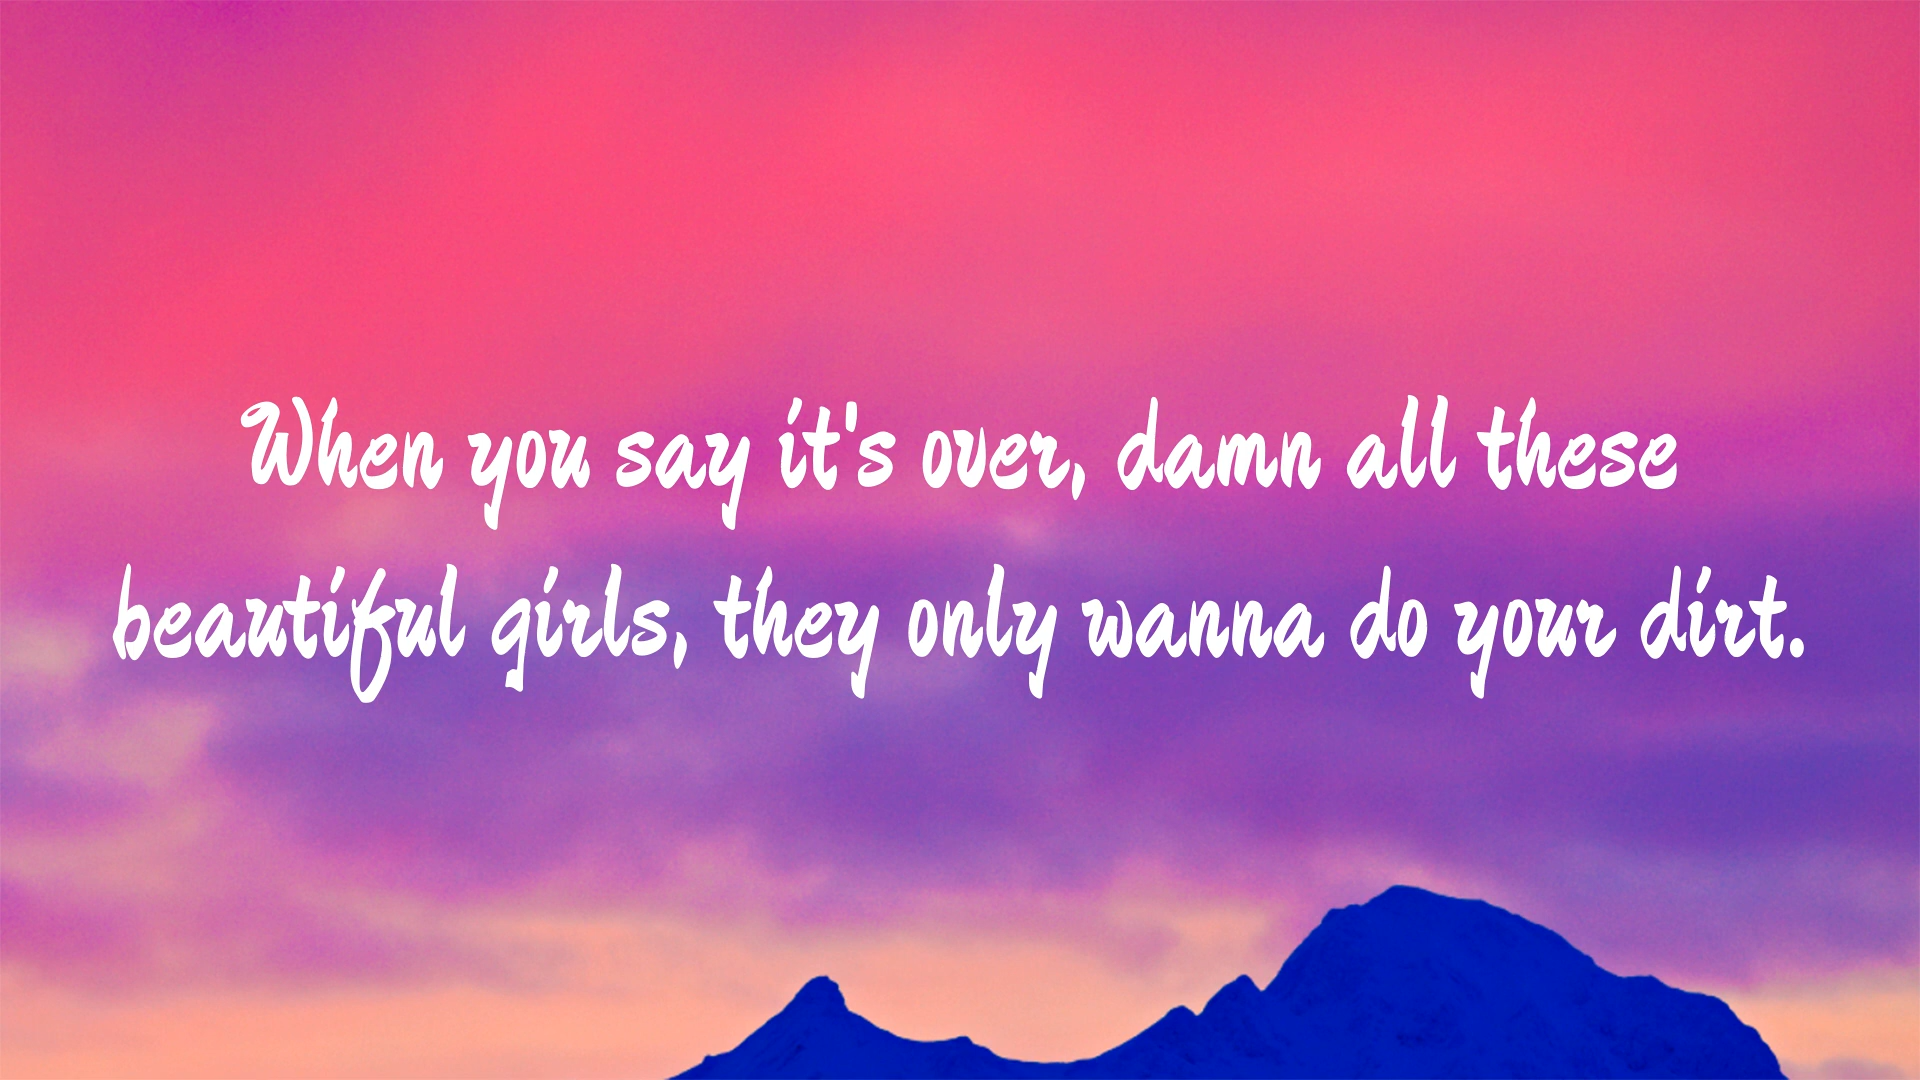 When you say it's over, damn all these
beautiful girls, they only wanna do your dirt.